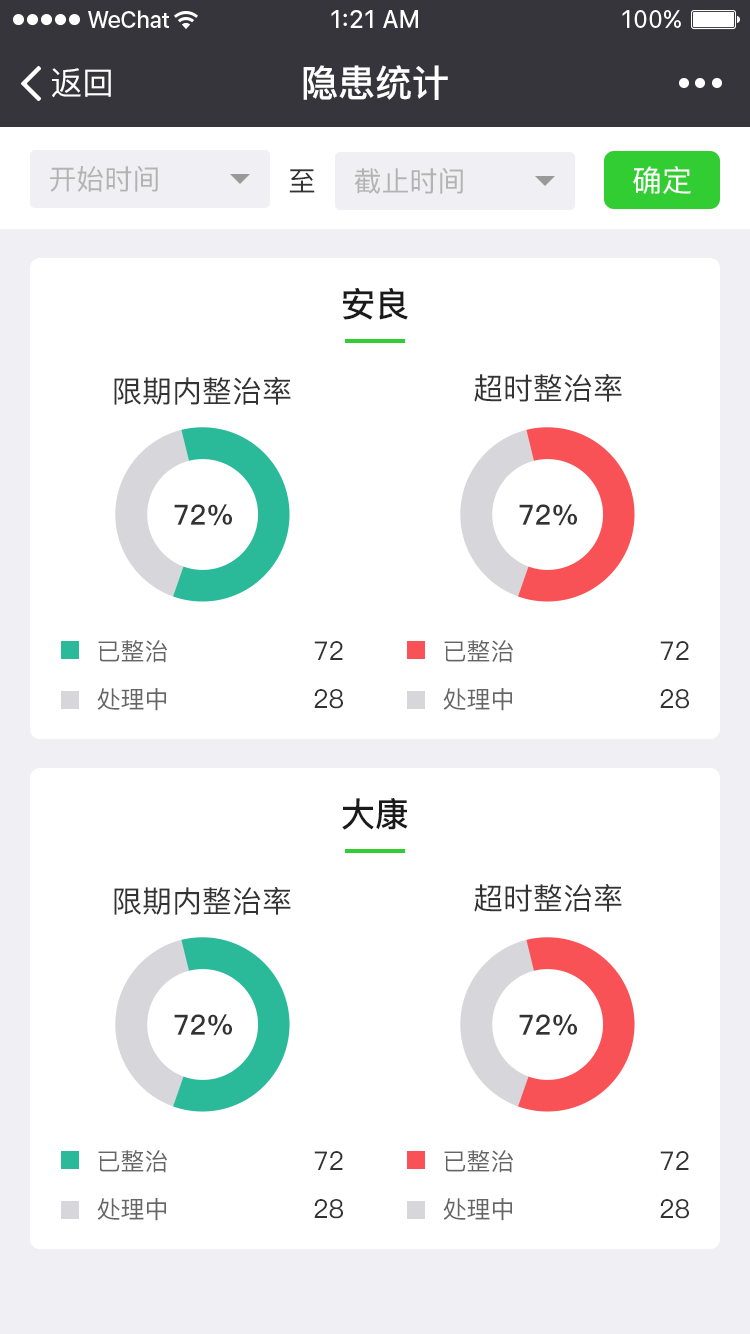 WeChat 1:21 AM 100%
返回 隐患统计
开始时间 至 截止时间 确定
安良
限期内整治率 超时整治率
72% 72%
已整治 72 已整治 72
处理中 28 处理中 28
大康
限期内整治率 超时整治率
72% 72%
已整治 72 已整治 72
处理中 28 处理中 28